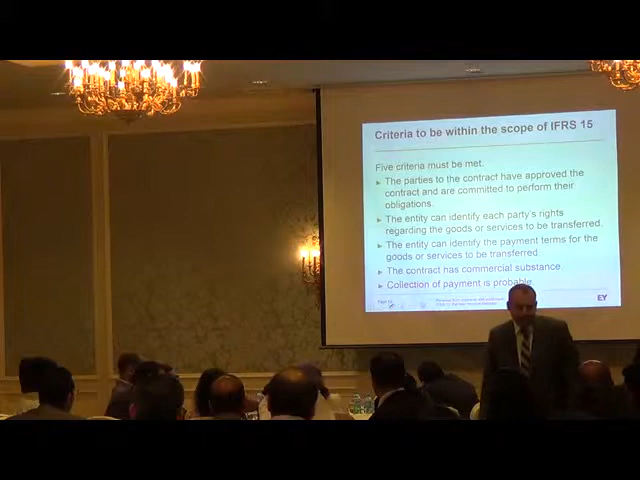 Criteria to be within the scope of IFRS 15
Five criteria must be met.
► The parties to the contract have approved the
contract and are committed to perform their
obligations.
► The entity can identify each party's rights
regarding the goods or services to be transferred.
► The entity can identify the payment terms for the
goods or services to be transferred
► The contract has commercial substance
► Collection of payment is probable
EY